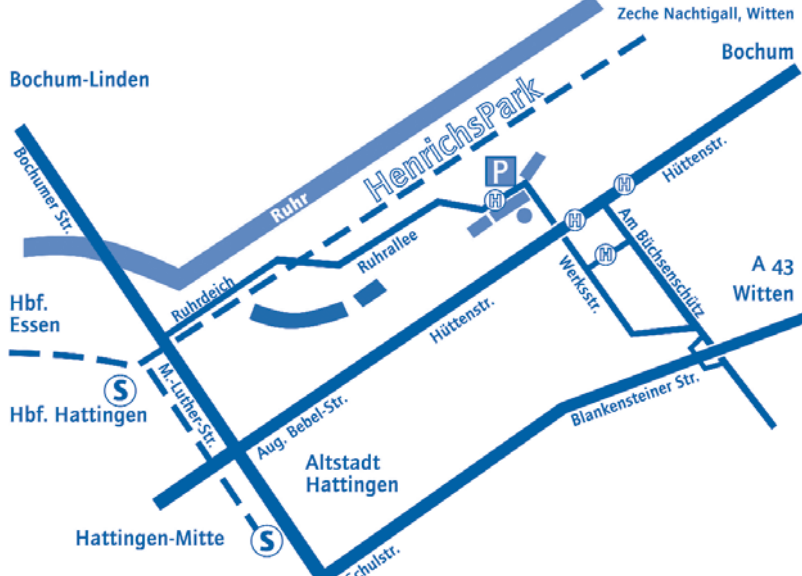 Zeche Nachtigall, Witten
Bochum
Bochum-Linden
HenrichsPark
Bochumer Str.
Ruhr
P
H
H
H
Hüttenstr.
Am Büchsenschütz
H
A 43
Witten
Ruhrallee
Ruhrdeich
Werksstr.
Hbf.
Essen
Hüttenstr.
S
Hbf. Hattingen
M.-Luther-Str.
Aug. Bebel-Str.
Blankensteiner Str.
Altstadt
Hattingen
Hattingen-Mitte
S